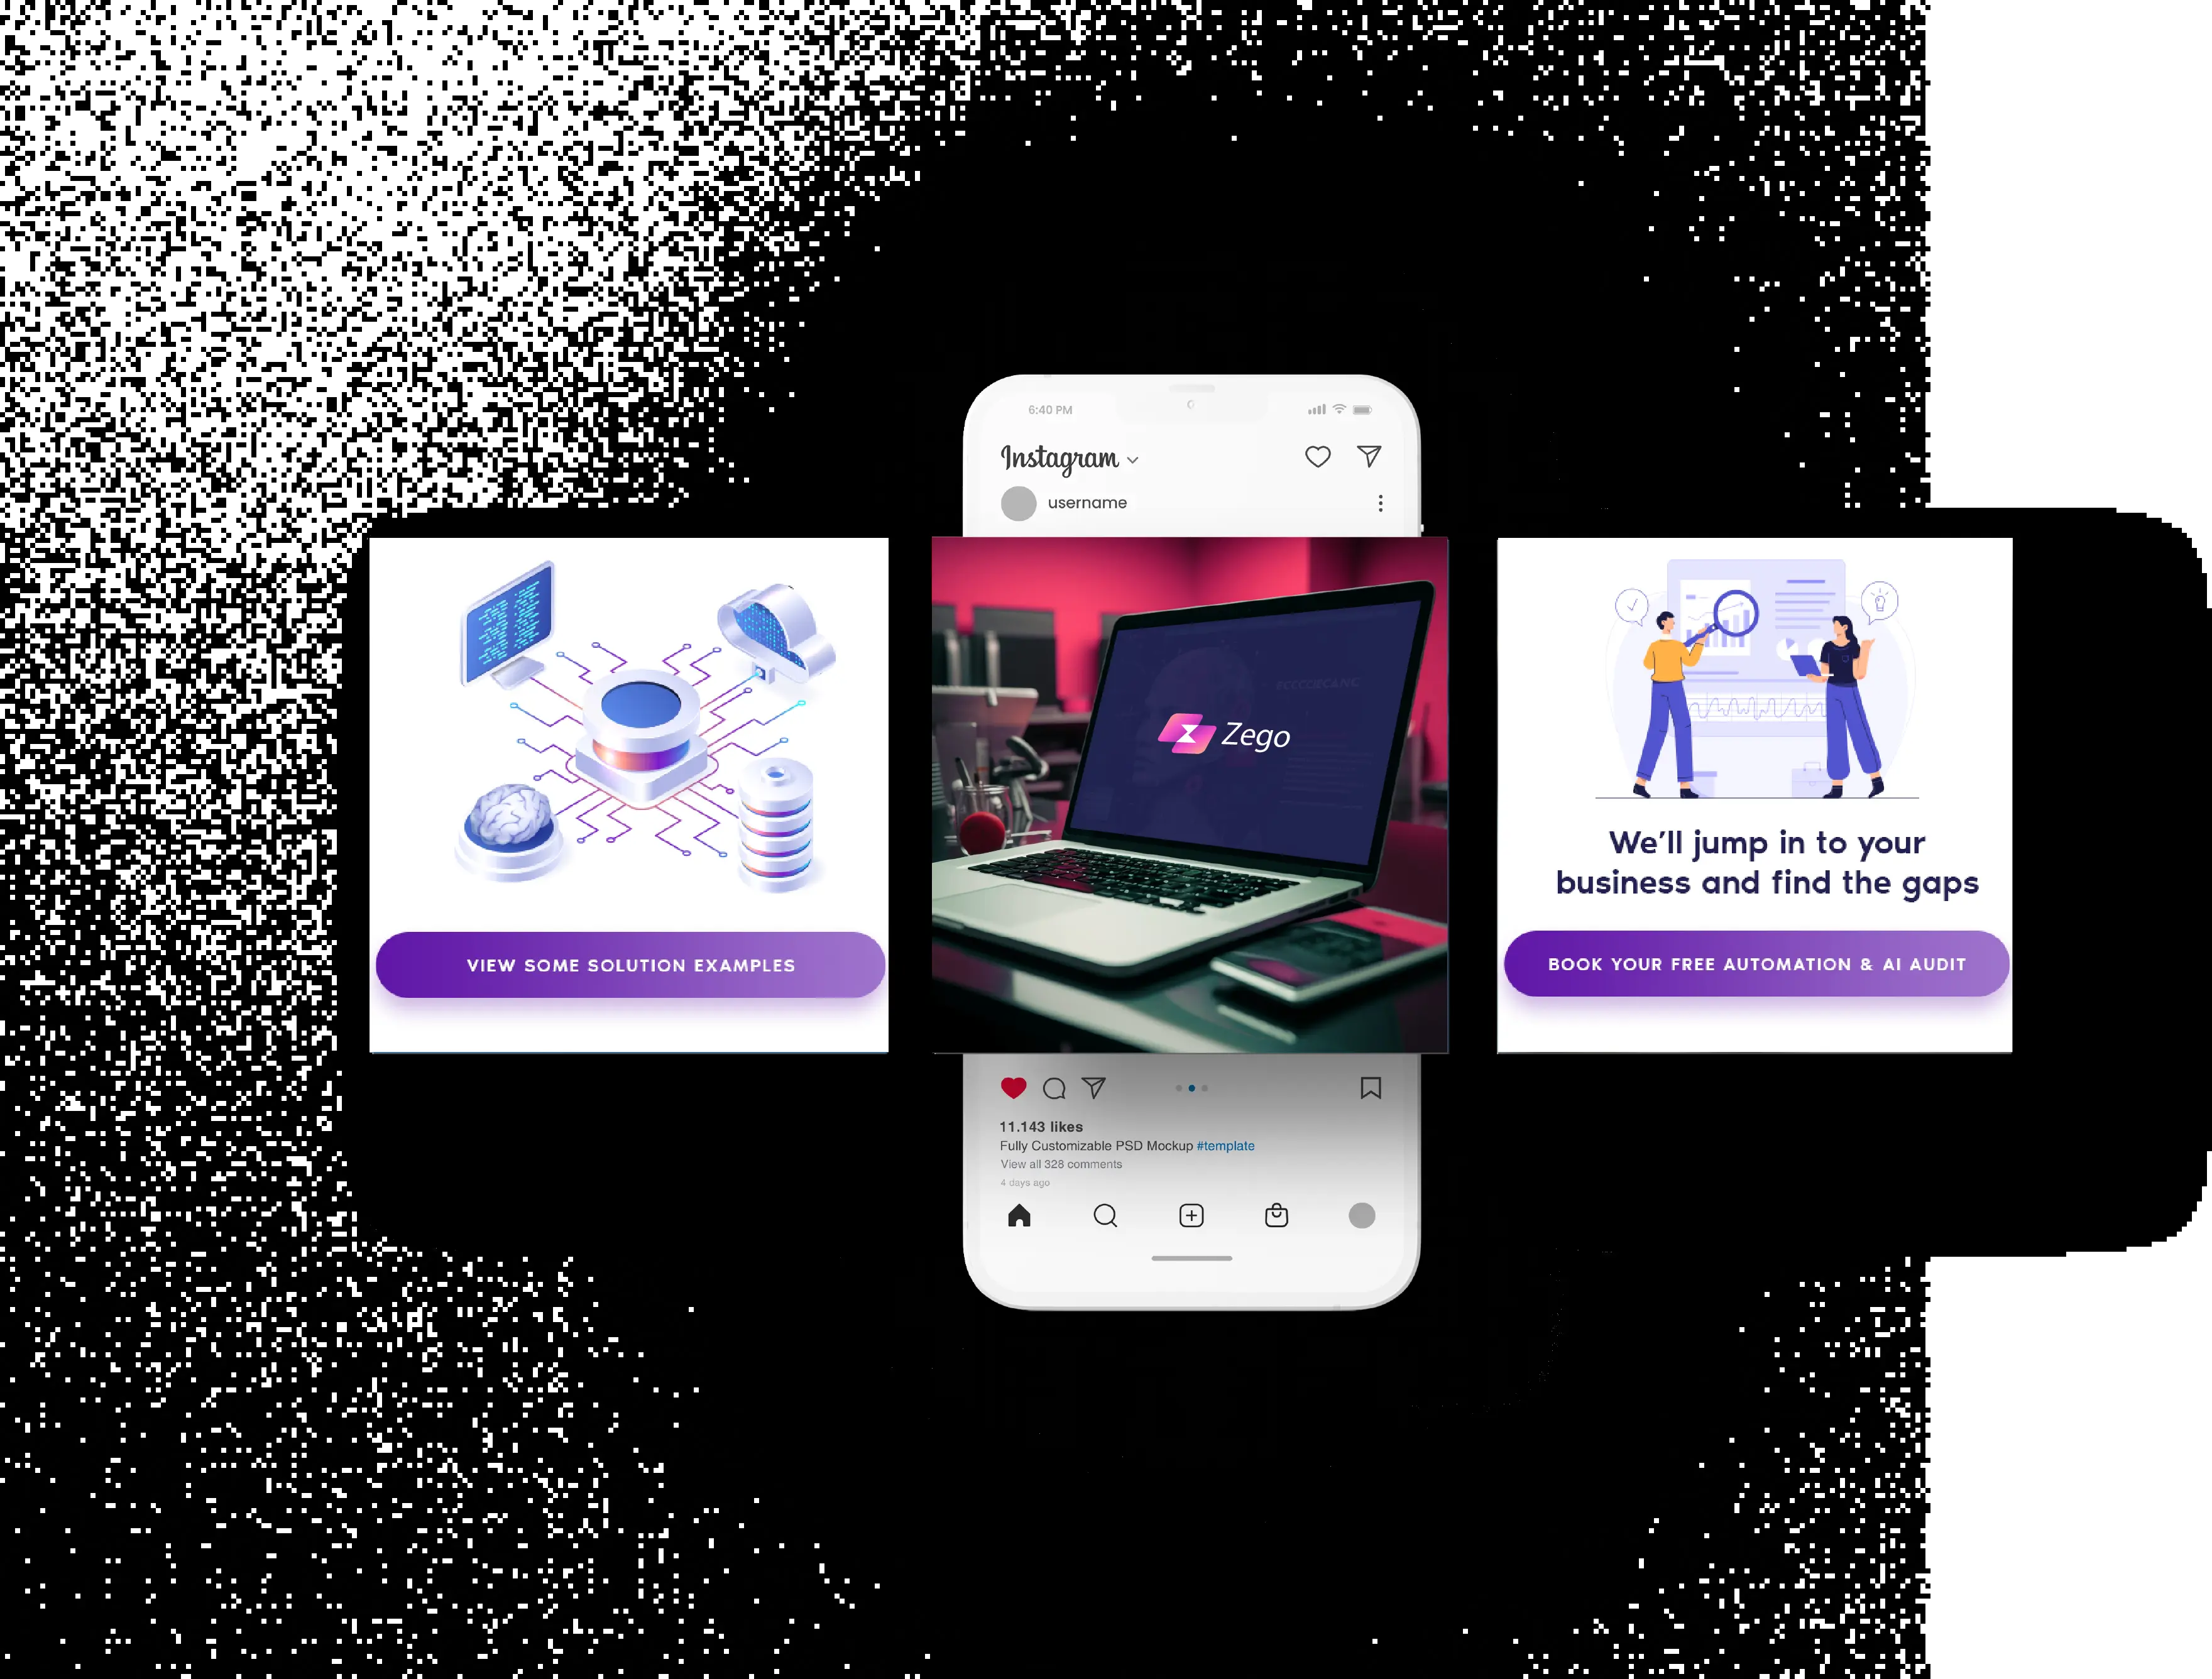 6:40 PM
Instagram
username
VIEW SOME SOLUTION EXAMPLES
Zego
We'll jump in to your
business and find the gaps
BOOK YOUR FREE AUTOMATION & AI AUDIT
11.143 likes
Fully Customizable PSD Mockup #template
View all 328 comments
4 days ago